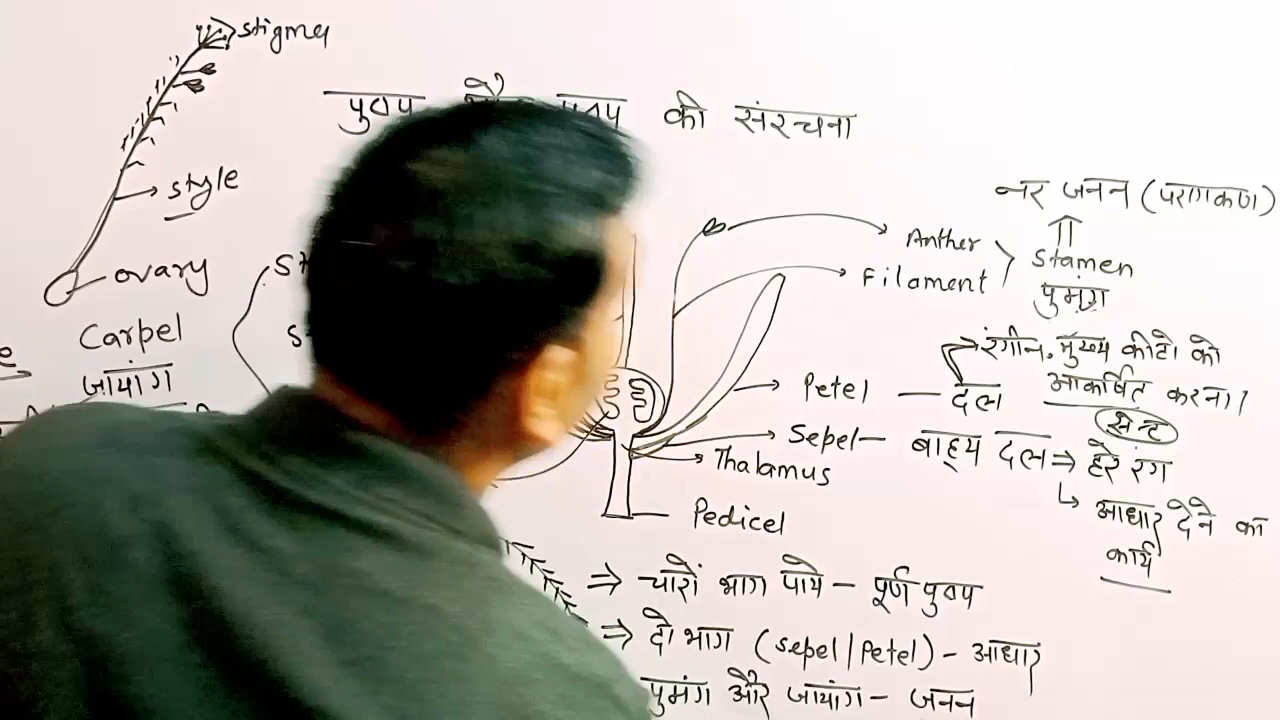 stigma
पुष्प की संरचना
style
ovary
Carpel
जायांग
नर जनन (परागकण)
Anther
Filament
Stamen
पुमंग
Petel — दल
रंगीन. मुख्य कीटो को
आकर्षित करना।
सेन्ट
Sepel— बाह्य दल ⇒ हरे रंग
↳ आधार देने का
कार्य
Thalamus
Pedicel
⇒ चारों भाग पाये — पूर्ण पुष्प
⇒ दो भाग (sepel/Petel) – आधार
पुमंग और जायांग – जनन